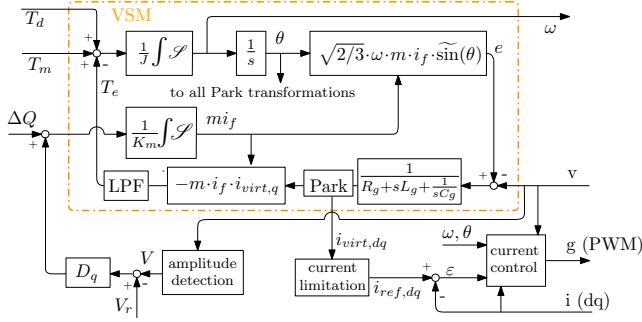 T_d
VSM
ω
+
+
-
T_m
1/J ∫ 𝒮
1/s
θ
√2/3·ω·m·i_f·s̃in(θ)
e
T_e
to all Park transformations
ΔQ
+
1/K_m ∫ 𝒮
mi_f
LPF
-m·i_f·i_virt,q
Park
1/(R_g+sL_g+1/(sC_g))
+
-
v
D_q
V
+
-
V_r
amplitude
detection
i_virt,dq
current
limitation
i_ref,dq
+
-
ε
ω, θ
current
control
g (PWM)
i (dq)